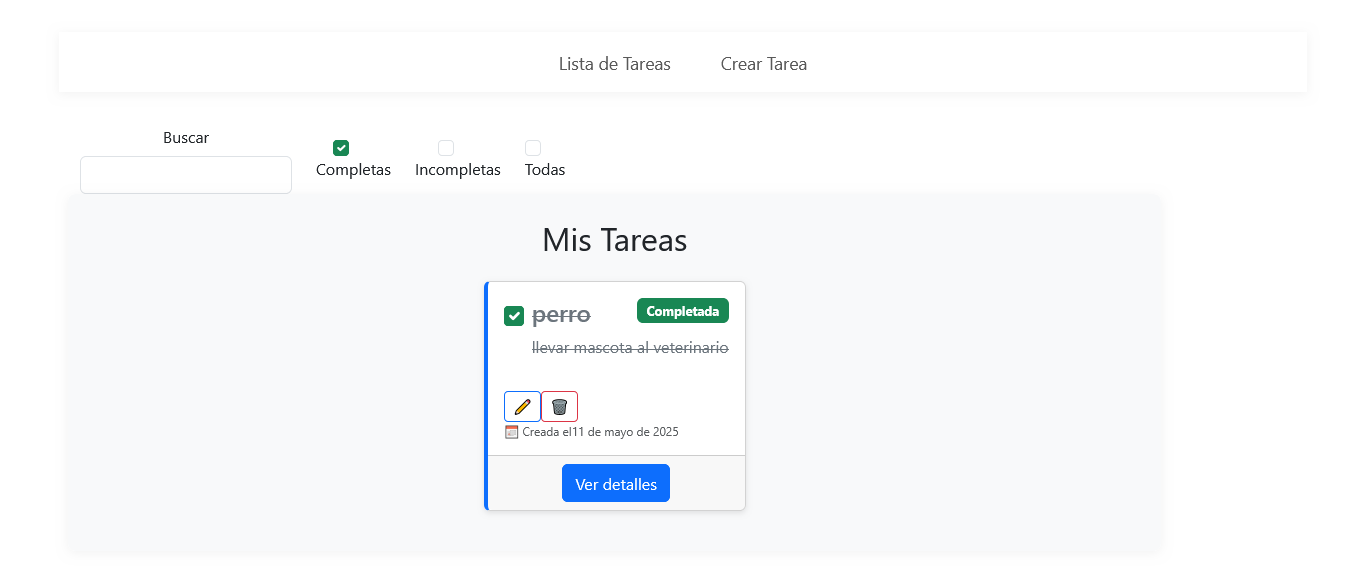 Lista de Tareas Crear Tarea
Buscar
Completas Incompletas Todas
Mis Tareas
perro Completada
llevar mascota al veterinario
Creada el11 de mayo de 2025
Ver detalles